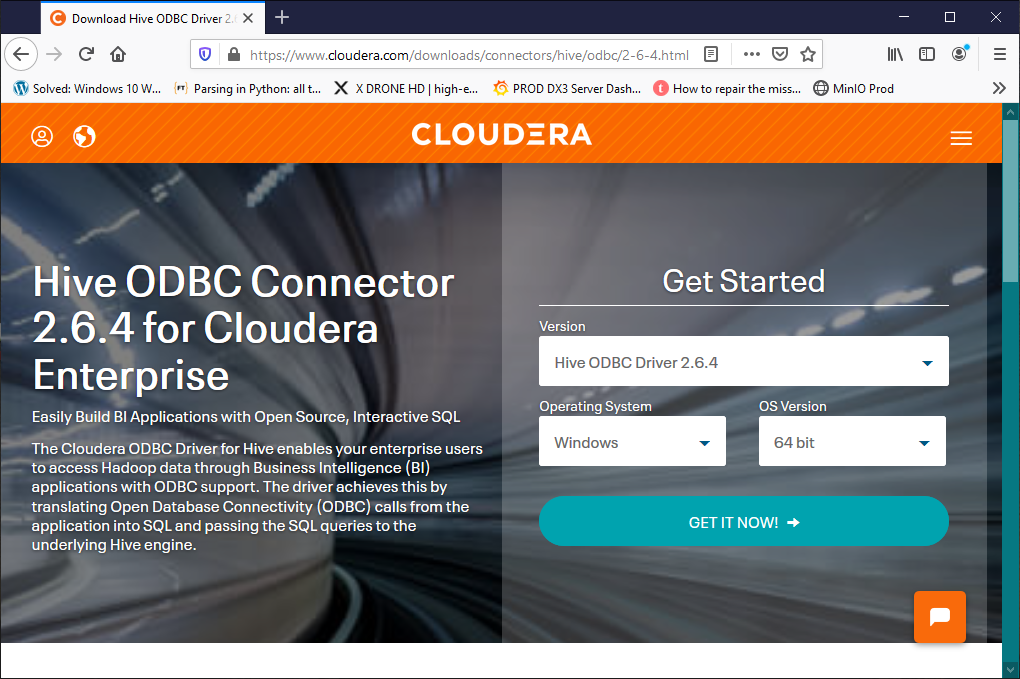 Download Hive ODBC Driver 2.6
https://www.cloudera.com/downloads/connectors/hive/odbc/2-6-4.html
Solved: Windows 10 W...
FT
Parsing in Python: all t...
X DRONE HD | high-e...
PROD DX3 Server Dash...
t
How to repair the miss...
MinIO Prod
CLOUDERA
Hive ODBC Connector
2.6.4 for Cloudera
Enterprise
Easily Build BI Applications with Open Source, Interactive SQL
The Cloudera ODBC Driver for Hive enables your enterprise users
to access Hadoop data through Business Intelligence (BI)
applications with ODBC support. The driver achieves this by
translating Open Database Connectivity (ODBC) calls from the
application into SQL and passing the SQL queries to the
underlying Hive engine.
Get Started
Version
Hive ODBC Driver 2.6.4
Operating System
Windows
OS Version
64 bit
GET IT NOW!